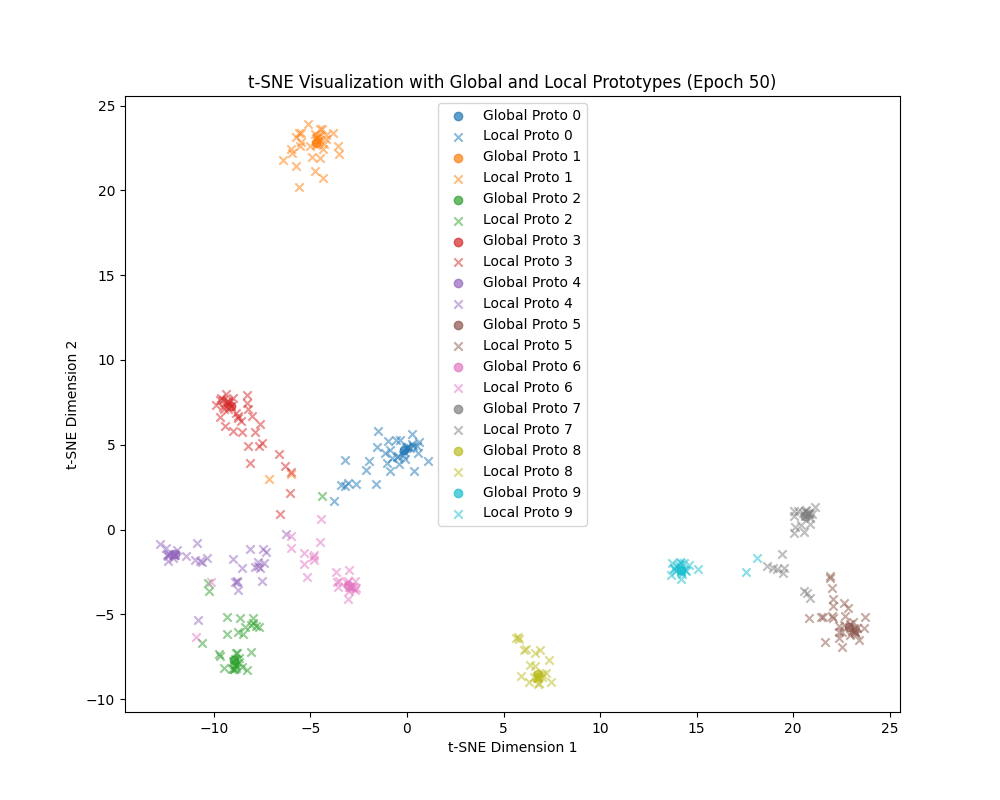 t-SNE Visualization with Global and Local Prototypes (Epoch 50)
25
20
15
10
5
0
−5
−10
t-SNE Dimension 2
Global Proto 0
Local Proto 0
Global Proto 1
Local Proto 1
Global Proto 2
Local Proto 2
Global Proto 3
Local Proto 3
Global Proto 4
Local Proto 4
Global Proto 5
Local Proto 5
Global Proto 6
Local Proto 6
Global Proto 7
Local Proto 7
Global Proto 8
Local Proto 8
Global Proto 9
Local Proto 9
−10 −5 0 5 10 15 20 25
t-SNE Dimension 1